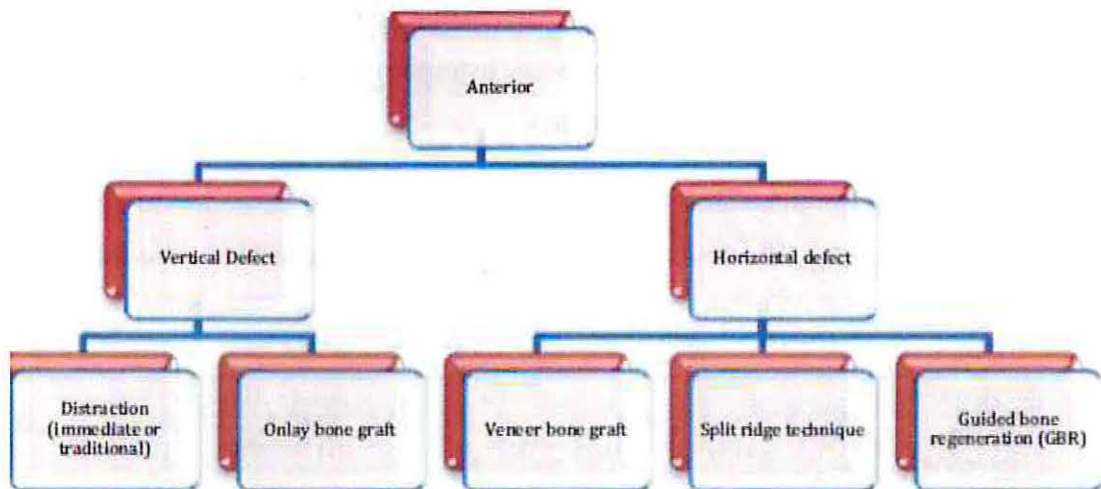 Anterior
Vertical Defect
Horizontal defect
Distraction
(immediate or
traditional)
Onlay bone graft
Veneer bone graft
Split ridge technique
Guided bone
regeneration (GBR)